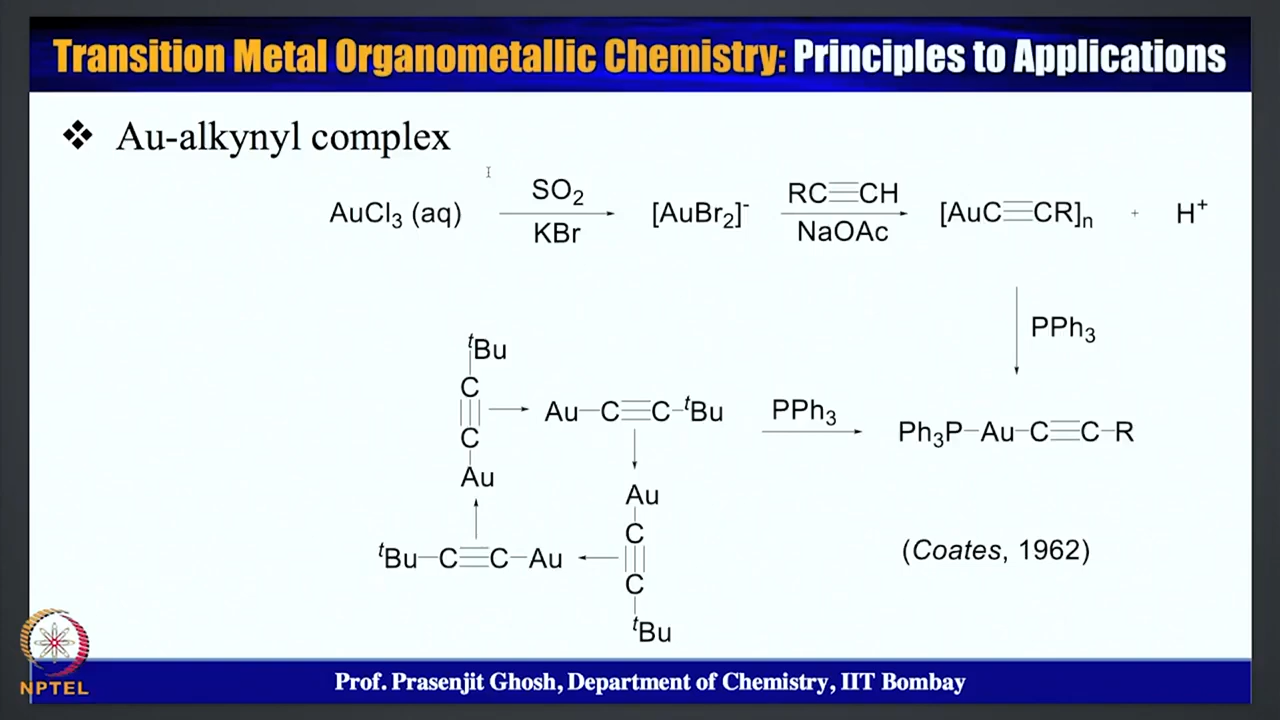 Transition Metal Organometallic Chemistry: Principles to Applications
❖ Au-alkynyl complex
AuCl₃ (aq) SO₂ KBr [AuBr₂]⁻ RC≡CH NaOAc [AuC≡CR]ₙ + H⁺
PPh₃
ᵗBu
C
≡
C
Au
Au–C≡C–ᵗBu PPh₃ Ph₃P–Au–C≡C–R
Au
C
≡
C
ᵗBu
ᵗBu–C≡C–Au
(Coates, 1962)
NPTEL
Prof. Prasenjit Ghosh, Department of Chemistry, IIT Bombay